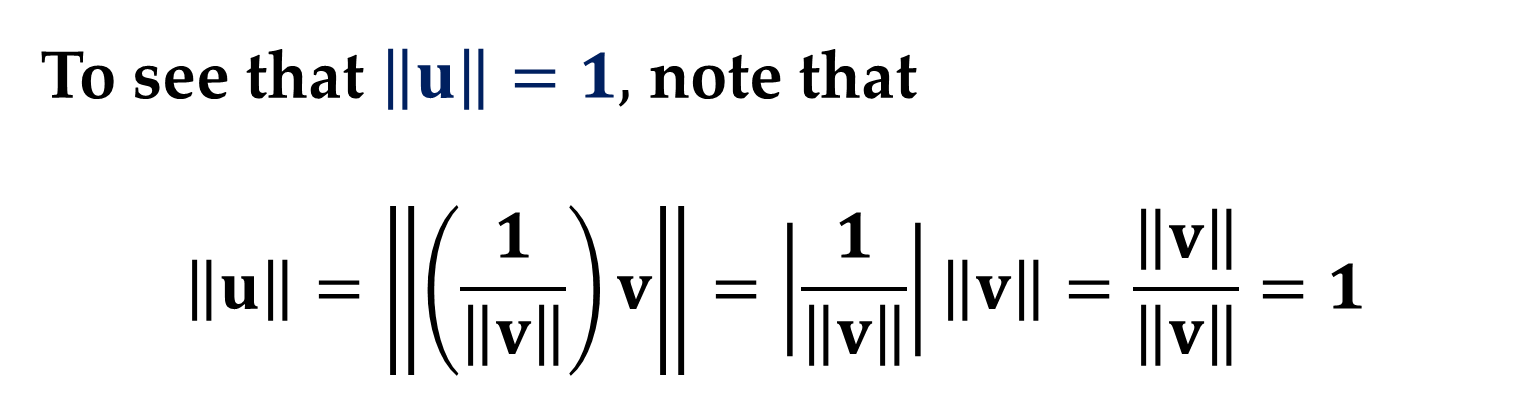 To see that ‖u‖ = 1, note that
‖u‖ = ‖(1/‖v‖) v‖ = |1/‖v‖| ‖v‖ = ‖v‖/‖v‖ = 1